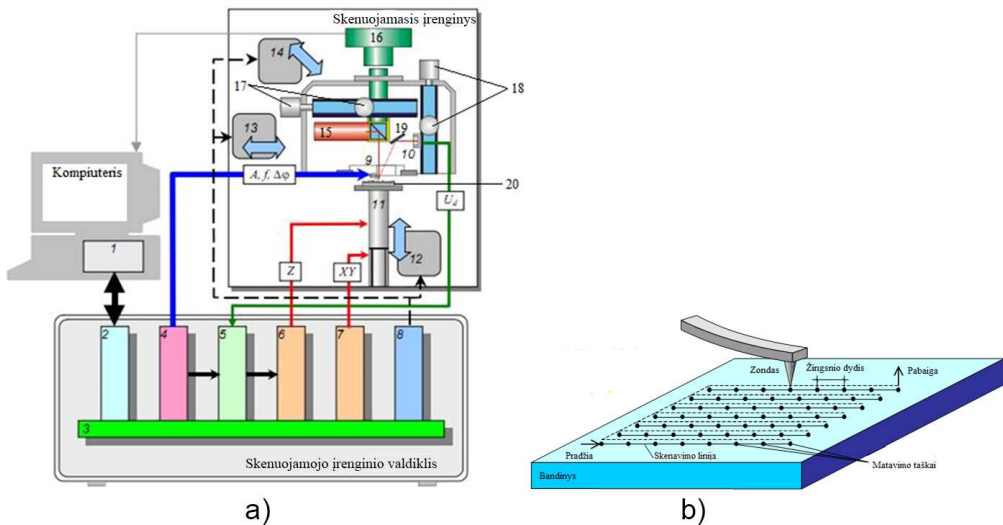 Skenuojamasis įrenginys
16
14
17
18
13
15
19
10
9
Kompiuteris
A, f, Δφ
20
U_d
11
1
12
Z
XY
2
4
5
6
7
8
3
Skenuojamojo įrenginio valdiklis
a)
Zondas
Žingsnio dydis
Pabaiga
Pradžia
Skenavimo linija
Matavimo taškai
Bandinys
b)